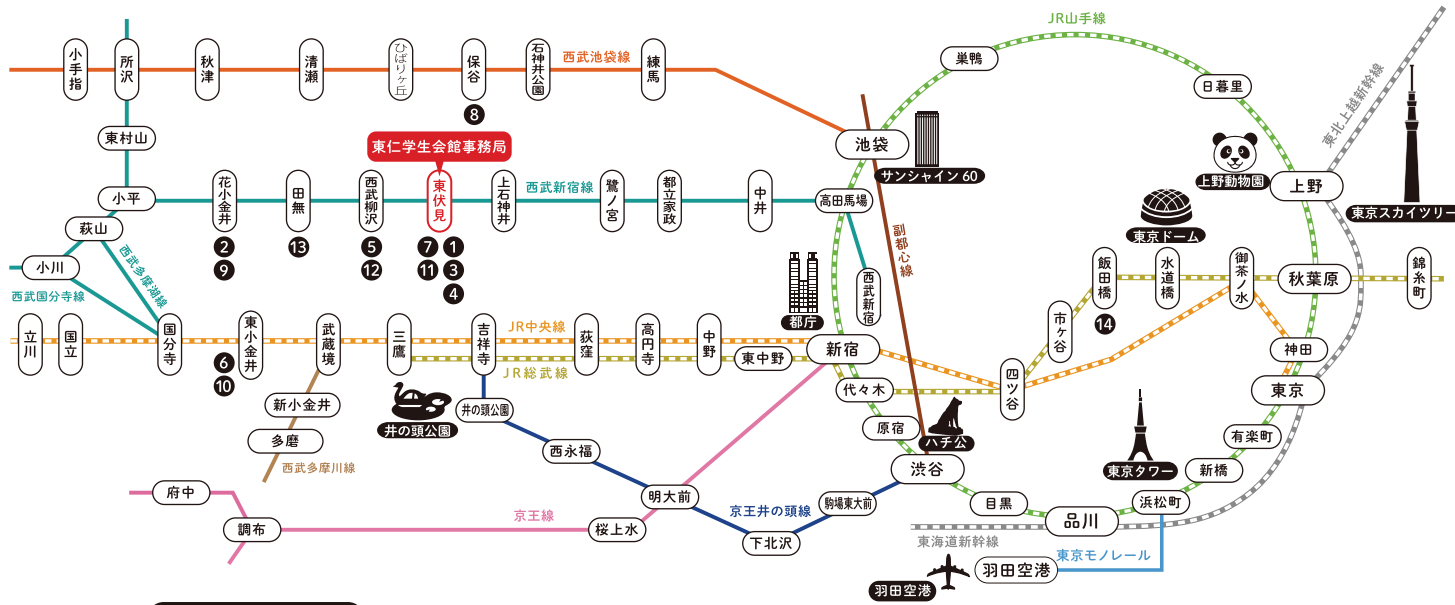 JR山手線
小手指
所沢
秋津
清瀬
ひばりヶ丘
保谷
石神井公園
西武池袋線
練馬
巣鴨
日暮里
東北上越新幹線
8
東村山
東仁学生会館事務局
池袋
サンシャイン60
上野動物園
上野
東京スカイツリー
小平
花小金井
田無
西武柳沢
東伏見
上石神井
西武新宿線
鷺ノ宮
都立家政
中井
高田馬場
萩山
2
9
13
5
12
7
11
1
3
4
副都心線
東京ドーム
小川
西武多摩湖線
西武国分寺線
西武新宿
都庁
飯田橋
水道橋
御茶ノ水
秋葉原
錦糸町
14
立川
国立
国分寺
東小金井
6
10
武蔵境
三鷹
吉祥寺
JR中央線
JR総武線
荻窪
高円寺
中野
東中野
新宿
市ヶ谷
神田
代々木
四ツ谷
東京
新小金井
井の頭公園
井の頭公園
原宿
ハチ公
有楽町
多磨
西武多摩川線
西永福
渋谷
東京タワー
新橋
府中
明大前
京王井の頭線
駒場東大前
目黒
浜松町
調布
京王線
桜上水
下北沢
品川
東海道新幹線
東京モノレール
羽田空港
羽田空港